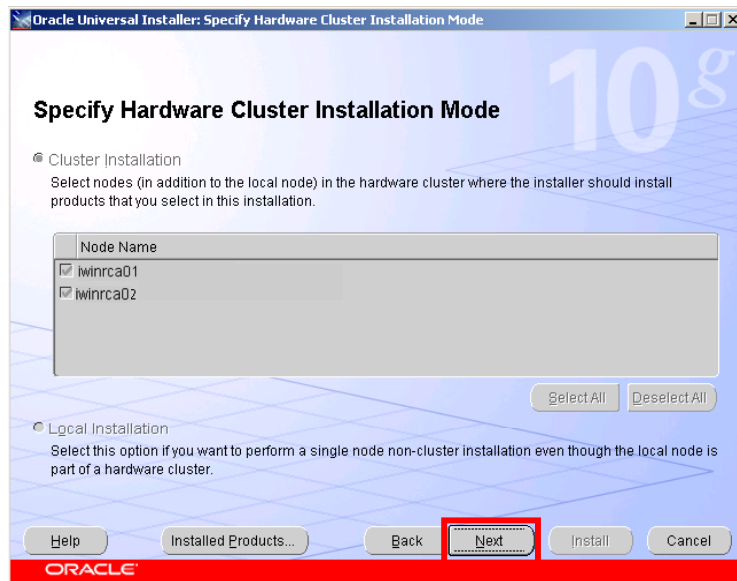 Oracle Universal Installer: Specify Hardware Cluster Installation Mode
10g
Specify Hardware Cluster Installation Mode
Cluster Installation
Select nodes (in addition to the local node) in the hardware cluster where the installer should install
products that you select in this installation.
Node Name
iwinrca01
iwinrca02
Select All Deselect All
Local Installation
Select this option if you want to perform a single node non-cluster installation even though the local node is
part of a hardware cluster.
Help Installed Products... Back Next Install Cancel
ORACLE